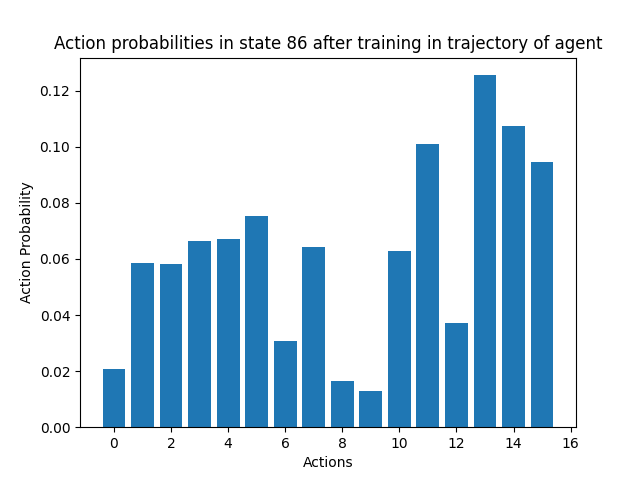 Action probabilities in state 86 after training in trajectory of agent
0.12
0.10
0.08
0.06
0.04
0.02
0.00
Action Probability
0 2 4 6 8 10 12 14 16
Actions